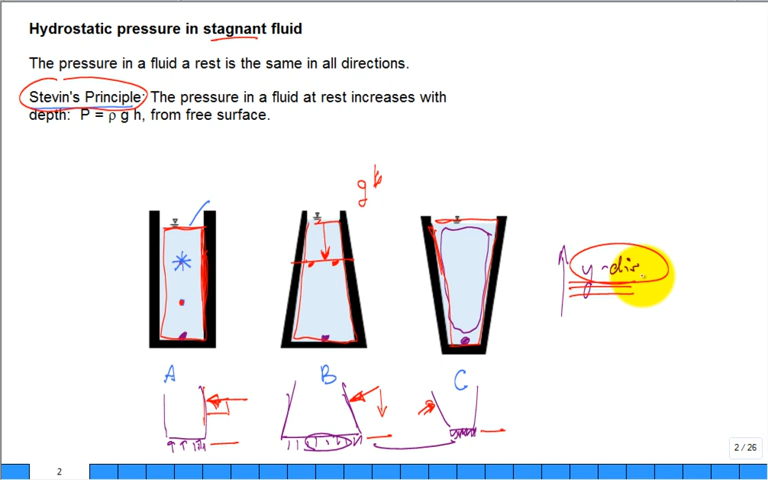 Hydrostatic pressure in stagnant fluid
The pressure in a fluid a rest is the same in all directions.
Stevin's Principle: The pressure in a fluid at rest increases with
depth: P = ρ g h, from free surface.
g h
y-dir.
A B C
2 / 26
2